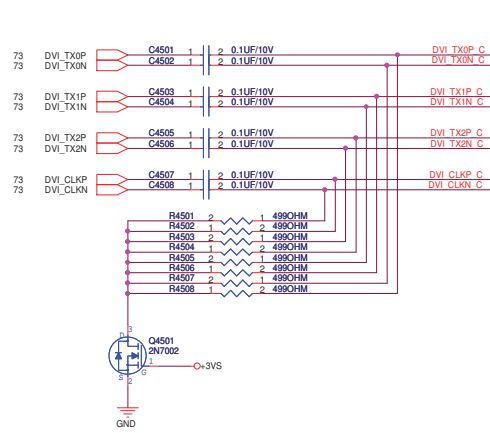 73 DVI_TX0P C4501 1 2 0.1UF/10V DVI_TX0P_C
73 DVI_TX0N C4502 1 2 0.1UF/10V DVI_TX0N_C
73 DVI_TX1P C4503 1 2 0.1UF/10V DVI_TX1P_C
73 DVI_TX1N C4504 1 2 0.1UF/10V DVI_TX1N_C
73 DVI_TX2P C4505 1 2 0.1UF/10V DVI_TX2P_C
73 DVI_TX2N C4506 1 2 0.1UF/10V DVI_TX2N_C
73 DVI_CLKP C4507 1 2 0.1UF/10V DVI_CLKP_C
73 DVI_CLKN C4508 1 2 0.1UF/10V DVI_CLKN_C
R4501 2 1 499OHM
R4502 1 2 499OHM
R4503 2 1 499OHM
R4504 1 2 499OHM
R4505 2 1 499OHM
R4506 1 2 499OHM
R4507 2 1 499OHM
R4508 1 2 499OHM
3
D
Q4501
2N7002
1
+3VS
G
S
2
GND